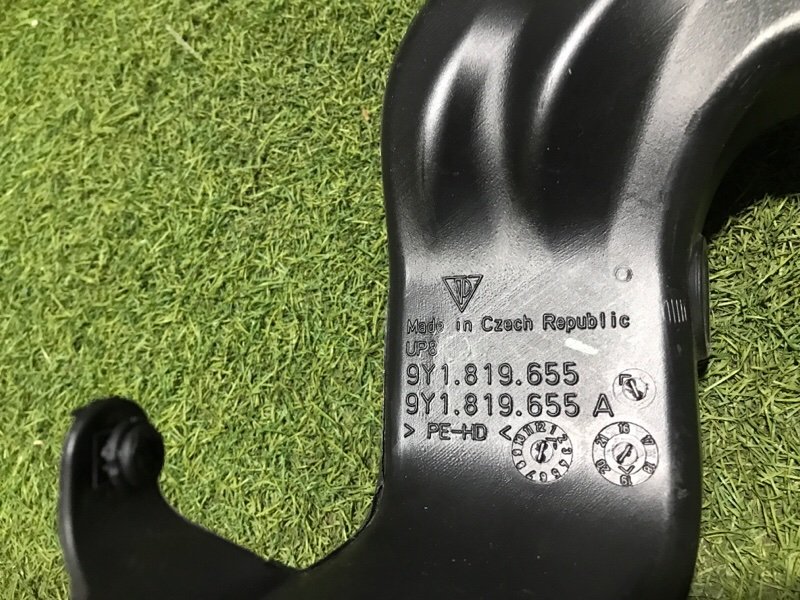 Made in Czech Republic
UP8
9Y1.819.655
9Y1.819.655 A
> PE-HD <